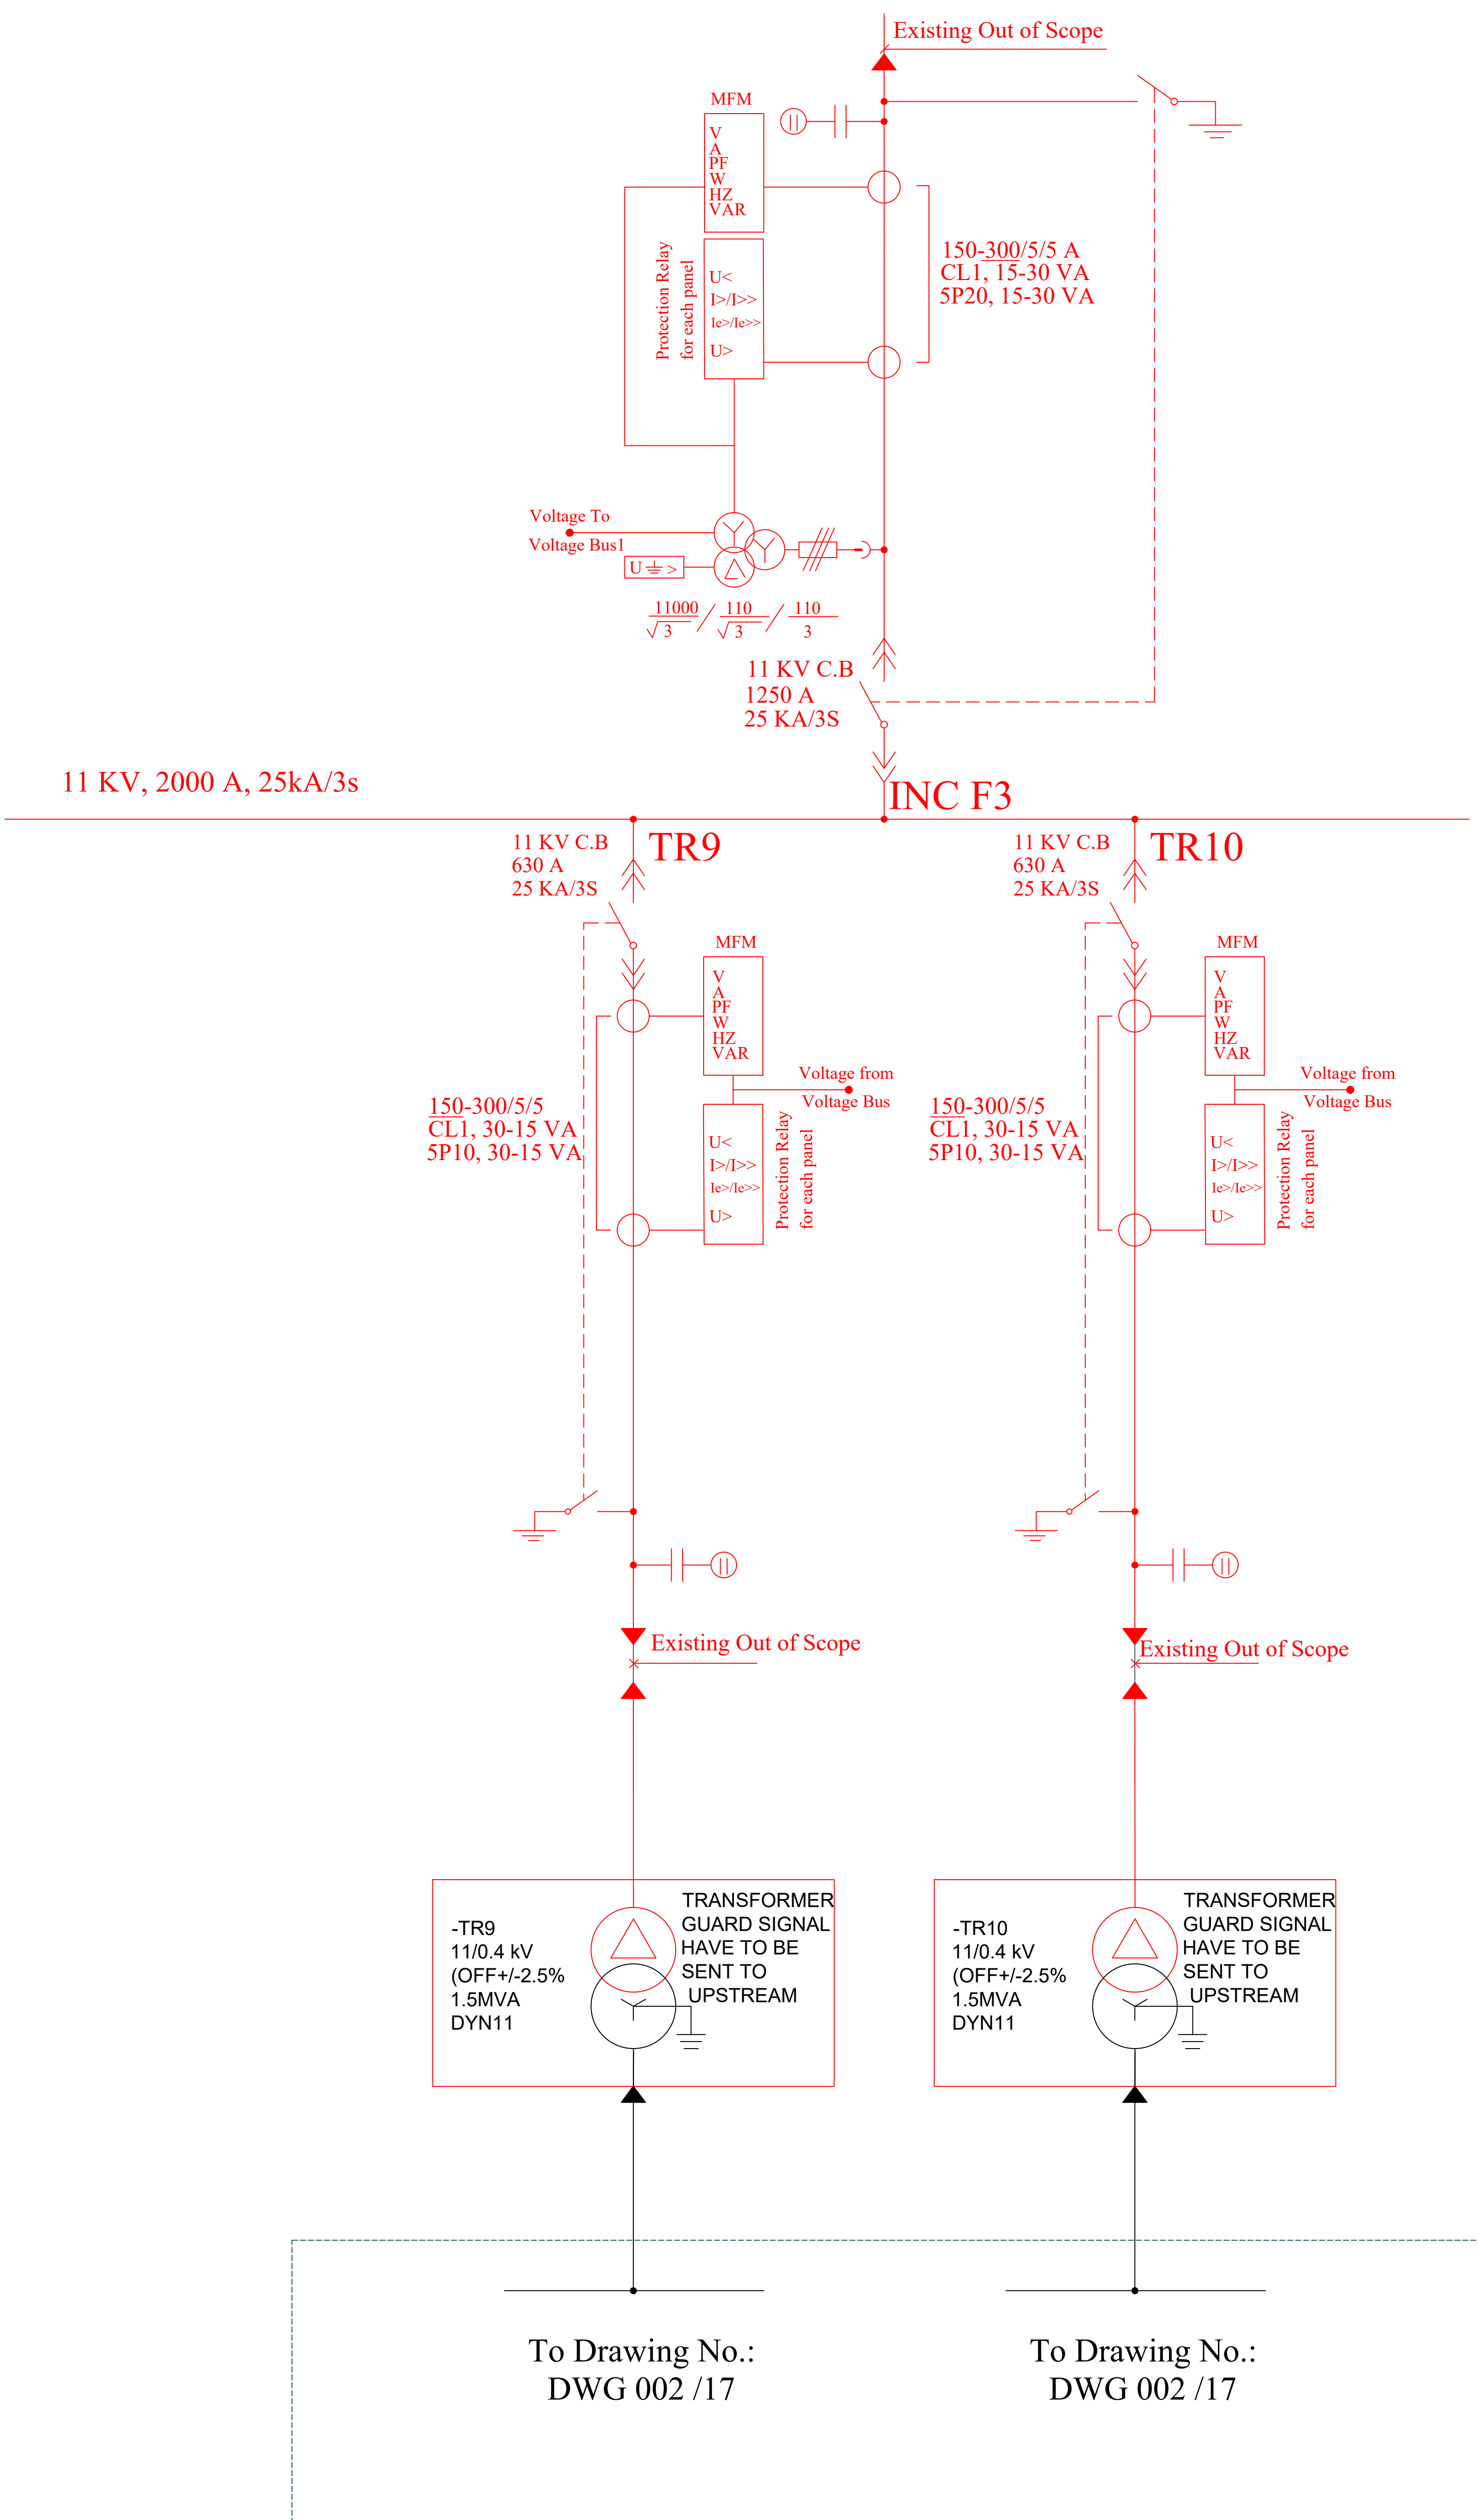 Existing Out of Scope
MFM
V
A
PF
W
HZ
VAR
Protection Relay
for each panel
U<
I>/I>>
Ie>/Ie>>
U>
150-300/5/5 A
CL1, 15-30 VA
5P20, 15-30 VA
Voltage To
Voltage Bus1
U >
11000/√3 / 110/√3 / 110/3
11 KV C.B
1250 A
25 KA/3S
11 KV, 2000 A, 25kA/3s
INC F3
11 KV C.B
630 A
25 KA/3S
TR9
MFM
V
A
PF
W
HZ
VAR
Voltage from
Voltage Bus
150-300/5/5
CL1, 30-15 VA
5P10, 30-15 VA
U<
I>/I>>
Ie>/Ie>>
U>
Protection Relay
for each panel
Existing Out of Scope
11 KV C.B
630 A
25 KA/3S
TR10
MFM
V
A
PF
W
HZ
VAR
Voltage from
Voltage Bus
150-300/5/5
CL1, 30-15 VA
5P10, 30-15 VA
U<
I>/I>>
Ie>/Ie>>
U>
Protection Relay
for each panel
Existing Out of Scope
-TR9
11/0.4 kV
(OFF+/-2.5%
1.5MVA
DYN11
TRANSFORMER
GUARD SIGNAL
HAVE TO BE
SENT TO
UPSTREAM
-TR10
11/0.4 kV
(OFF+/-2.5%
1.5MVA
DYN11
TRANSFORMER
GUARD SIGNAL
HAVE TO BE
SENT TO
UPSTREAM
To Drawing No.:
DWG 002 /17
To Drawing No.:
DWG 002 /17